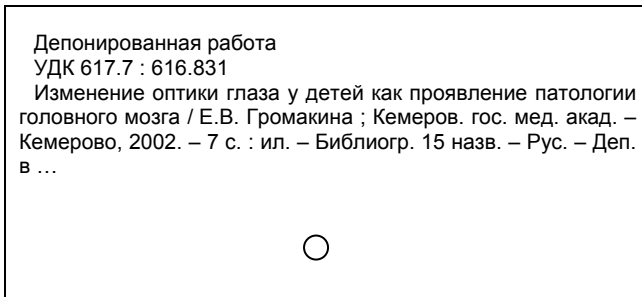 Депонированная работа
УДК 617.7 : 616.831
Изменение оптики глаза у детей как проявление патологии
головного мозга / Е.В. Громакина ; Кемеров. гос. мед. акад. –
Кемерово, 2002. – 7 с. : ил. – Библиогр. 15 назв. – Рус. – Деп.
в …